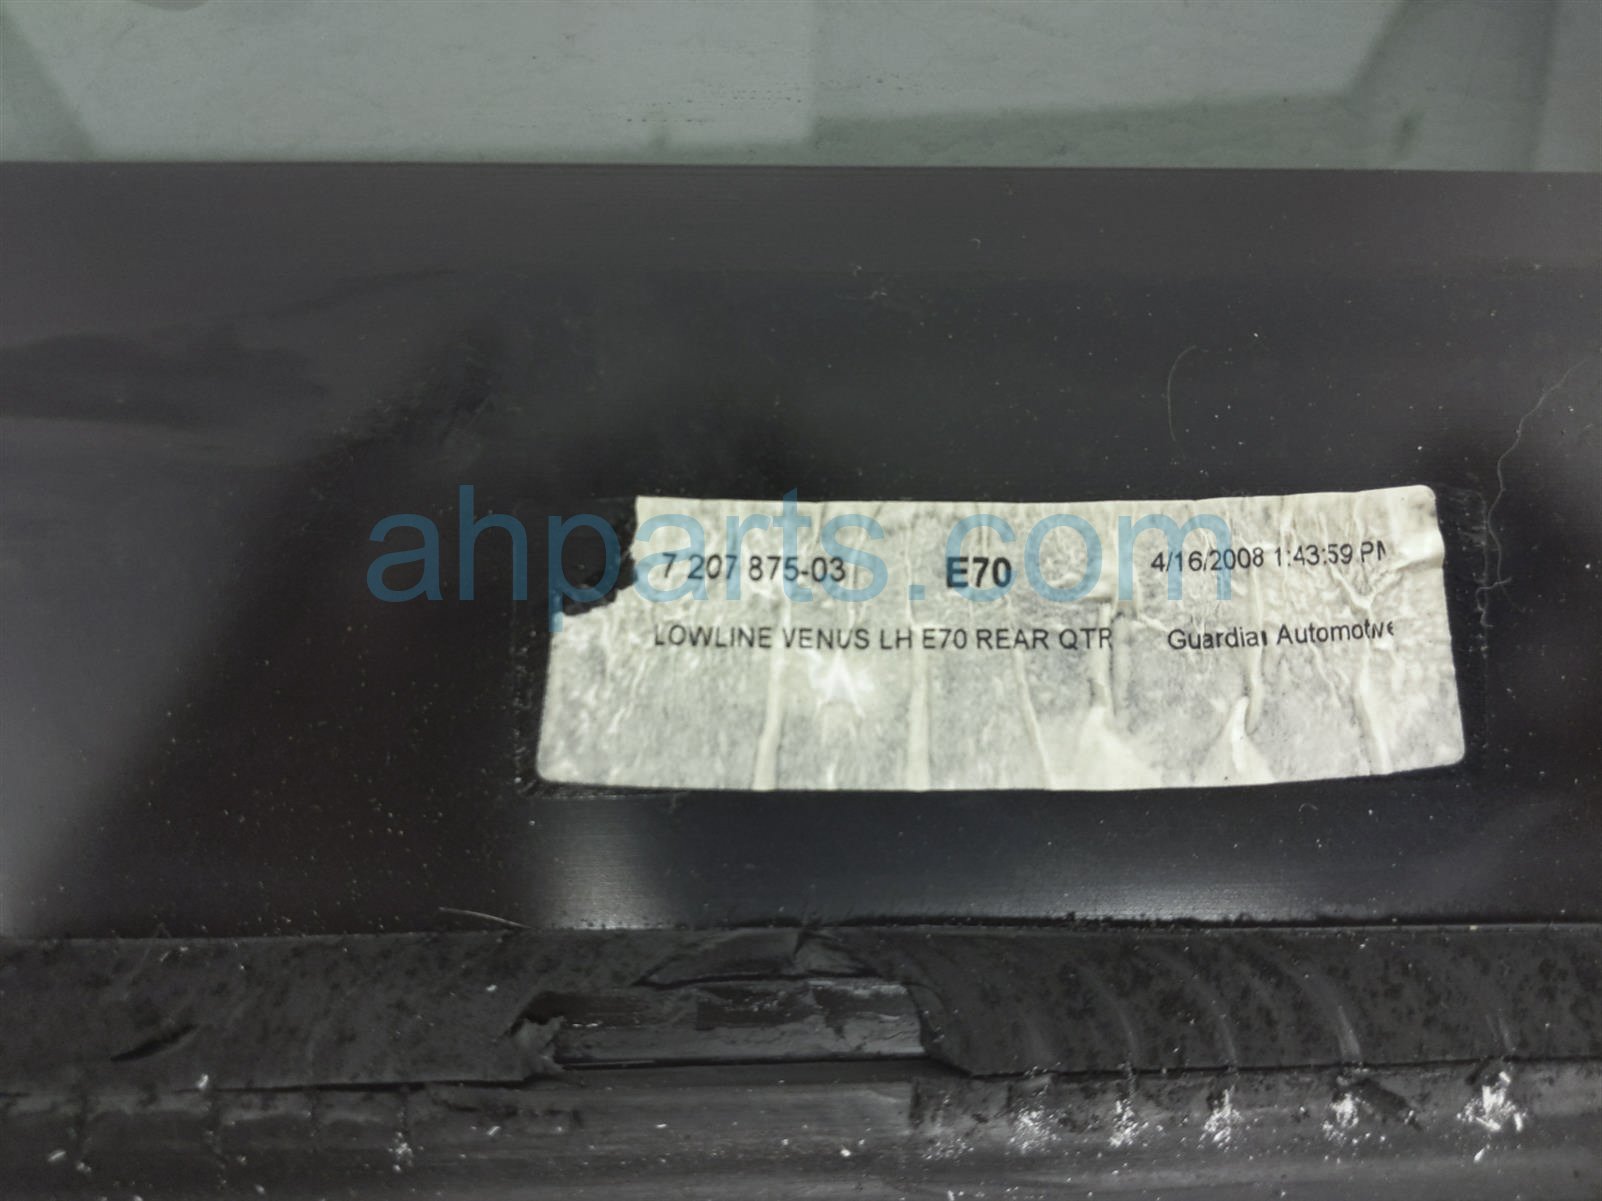 7 207 875-03 E70 4/16/2008 1:43:59 PM
LOWLINE VENUS LH E70 REAR QTR Guardian Automotive
ahparts.com